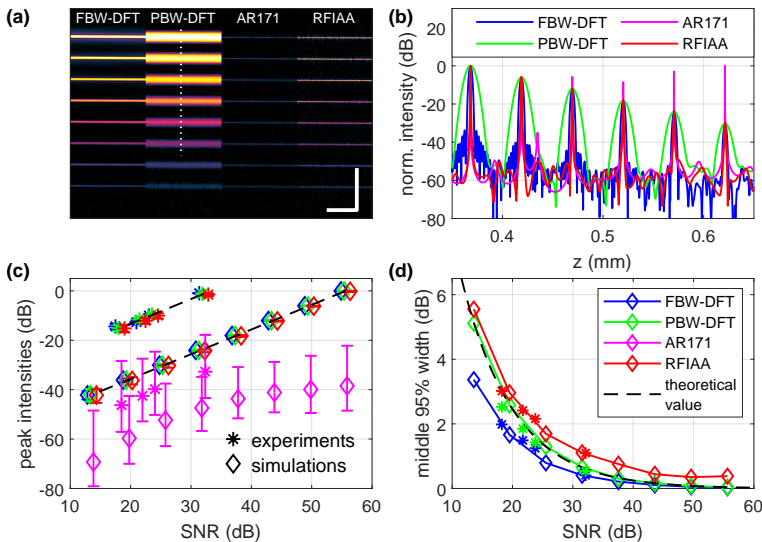 (a)
FBW-DFT PBW-DFT AR171 RFIAA
(b)
FBW-DFT AR171
PBW-DFT RFIAA
norm. intensity (dB)
0
-20
-40
-60
-80
0.4 0.5 0.6
z (mm)
(c)
peak intensities (dB)
0
-20
-40
-60
-80
experiments
simulations
10 20 30 40 50 60
SNR (dB)
(d)
middle 95% width (dB)
6
4
2
0
FBW-DFT
PBW-DFT
AR171
RFIAA
theoretical
value
10 20 30 40 50 60
SNR (dB)